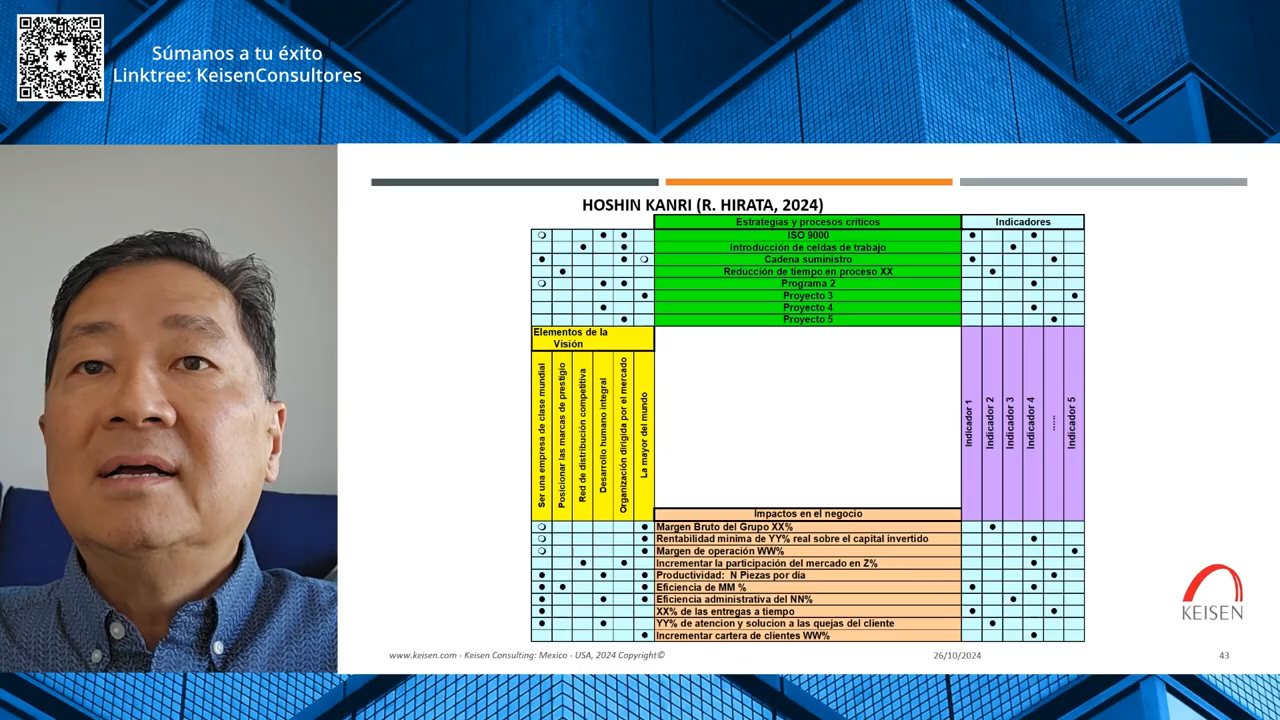 Súmanos a tu éxito
Linktree: KeisenConsultores
HOSHIN KANRI (R. HIRATA, 2024)
Estrategias y procesos críticos
Indicadores
ISO 9000
Introducción de celdas de trabajo
Cadena suministro
Reducción de tiempo en proceso XX
Programa 2
Proyecto 3
Proyecto 4
Proyecto 5
Elementos de la
Visión
Ser una empresa de clase mundial
Posicionar las marcas de prestigio
Red de distribución competitiva
Desarrollo humano integral
Organización dirigida por el mercado
La mayor del mundo
Indicador 1
Indicador 2
Indicador 3
Indicador 4
......
Indicador 5
Impactos en el negocio
Margen Bruto del Grupo XX%
Rentabilidad minima de YY% real sobre el capital invertido
Margen de operación WW%
Incrementar la participación del mercado en Z%
Productividad: N Piezas por día
Eficiencia de MM %
Eficiencia administrativa del NN%
XX% de las entregas a tiempo
YY% de atencion y solucion a las quejas del cliente
Incrementar cartera de clientes WW%
KEISEN
www.keisen.com - Keisen Consulting: Mexico - USA, 2024 Copyright©
26/10/2024
43